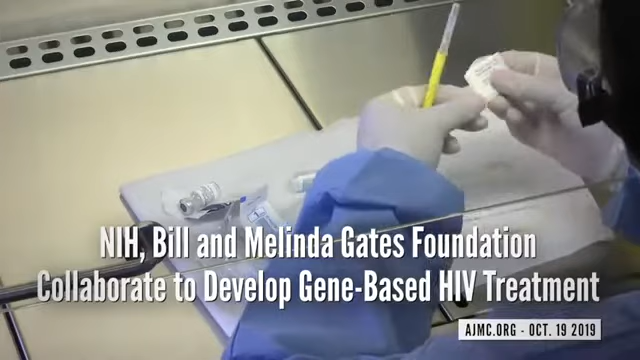 NIH, Bill and Melinda Gates Foundation
Collaborate to Develop Gene-Based HIV Treatment
AJMC.ORG - OCT. 19 2019